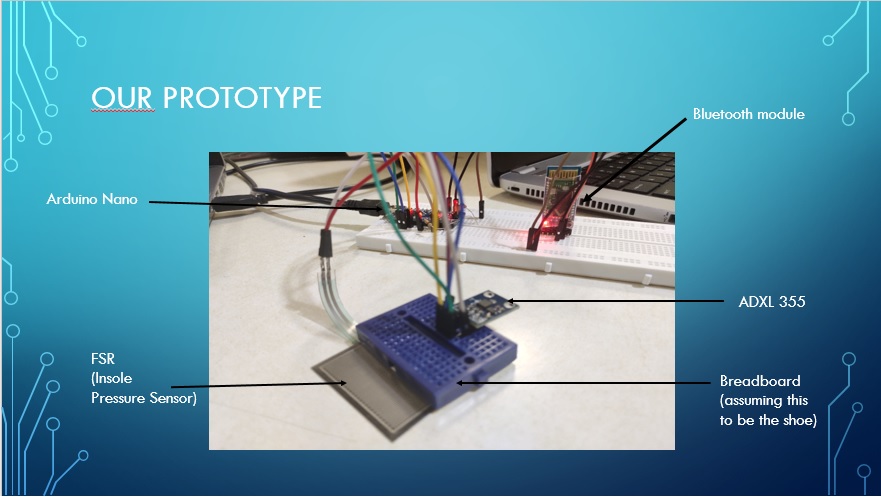 OUR PROTOTYPE
Bluetooth module
Arduino Nano
ADXL 355
FSR
(Insole
Pressure Sensor)
Breadboard
(assuming this
to be the shoe)